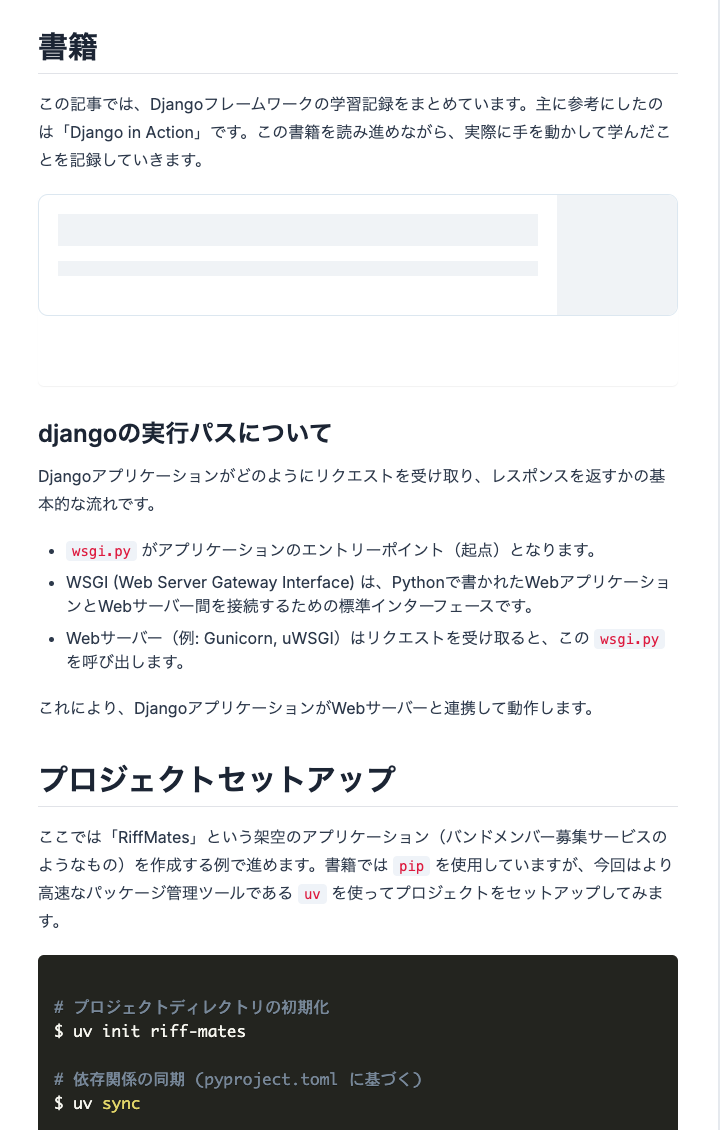 書籍
この記事では、Djangoフレームワークの学習記録をまとめています。主に参考にしたの
は「Django in Action」です。この書籍を読み進めながら、実際に手を動かして学んだこ
とを記録していきます。
djangoの実行パスについて
Djangoアプリケーションがどのようにリクエストを受け取り、レスポンスを返すかの基
本的な流れです。
• wsgi.py がアプリケーションのエントリーポイント（起点）となります。
• WSGI (Web Server Gateway Interface) は、Pythonで書かれたWebアプリケーショ
ンとWebサーバー間を接続するための標準インターフェースです。
• Webサーバー（例: Gunicorn, uWSGI）はリクエストを受け取ると、この wsgi.py
を呼び出します。
これにより、DjangoアプリケーションがWebサーバーと連携して動作します。
プロジェクトセットアップ
ここでは「RiffMates」という架空のアプリケーション（バンドメンバー募集サービスの
ようなもの）を作成する例で進めます。書籍では pip を使用していますが、今回はより
高速なパッケージ管理ツールである uv を使ってプロジェクトをセットアップしてみま
す。
# プロジェクトディレクトリの初期化
$ uv init riff-mates
# 依存関係の同期 (pyproject.toml に基づく)
$ uv sync